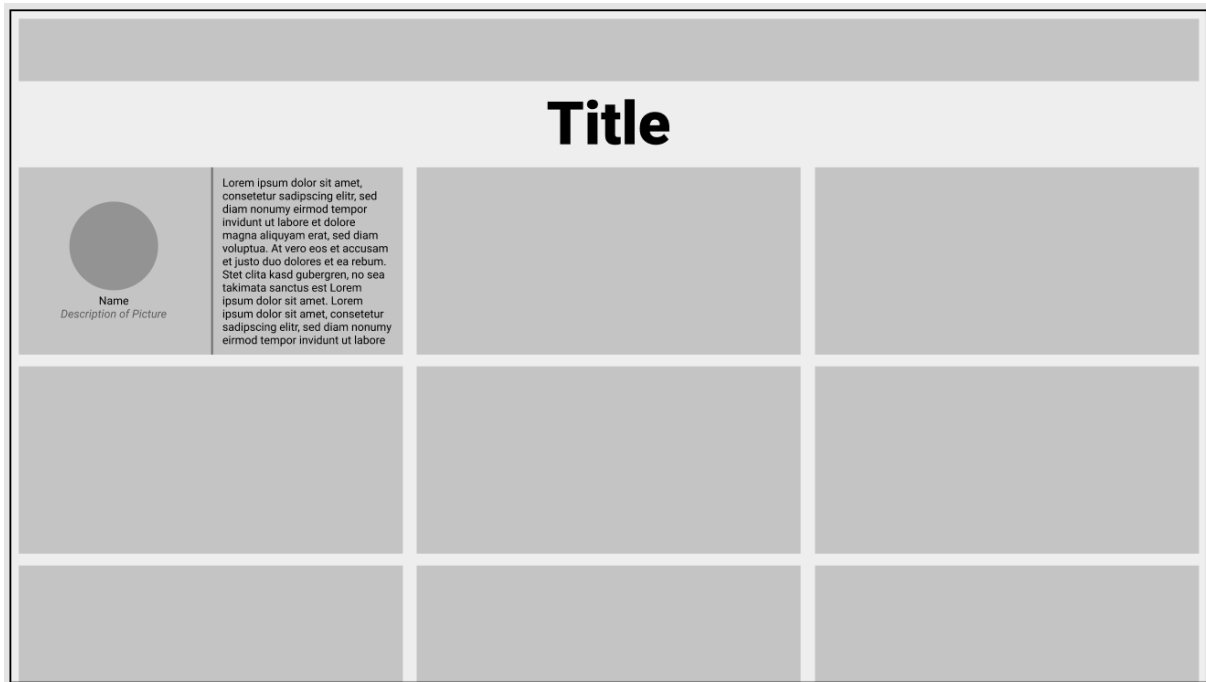 Title
Name
Description of Picture
Lorem ipsum dolor sit amet,
consetetur sadipscing elitr, sed
diam nonumy eirmod tempor
invidunt ut labore et dolore
magna aliquyam erat, sed diam
voluptua. At vero eos et accusam
et justo duo dolores et ea rebum.
Stet clita kasd gubergren, no sea
takimata sanctus est Lorem
ipsum dolor sit amet. Lorem
ipsum dolor sit amet, consetetur
sadipscing elitr, sed diam nonumy
eirmod tempor invidunt ut labore